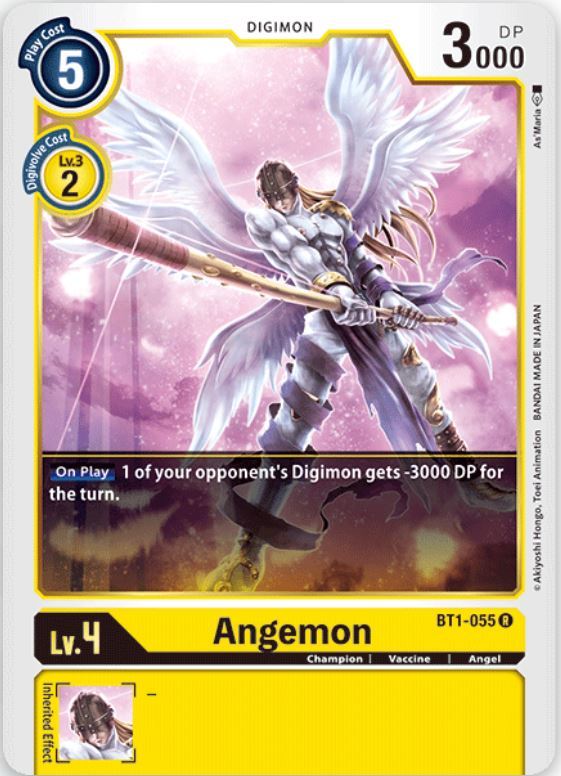 Play Cost
5
DIGIMON
DP
3000
Digivolve Cost
Lv.3
2
As'Maria
On Play 1 of your opponent's Digimon gets -3000 DP for
the turn.
© Akiyoshi Hongo, Toei Animation BANDAI MADE IN JAPAN
Lv.4
Angemon
BT1-055 R
Champion | Vaccine | Angel
Inherited Effect
–